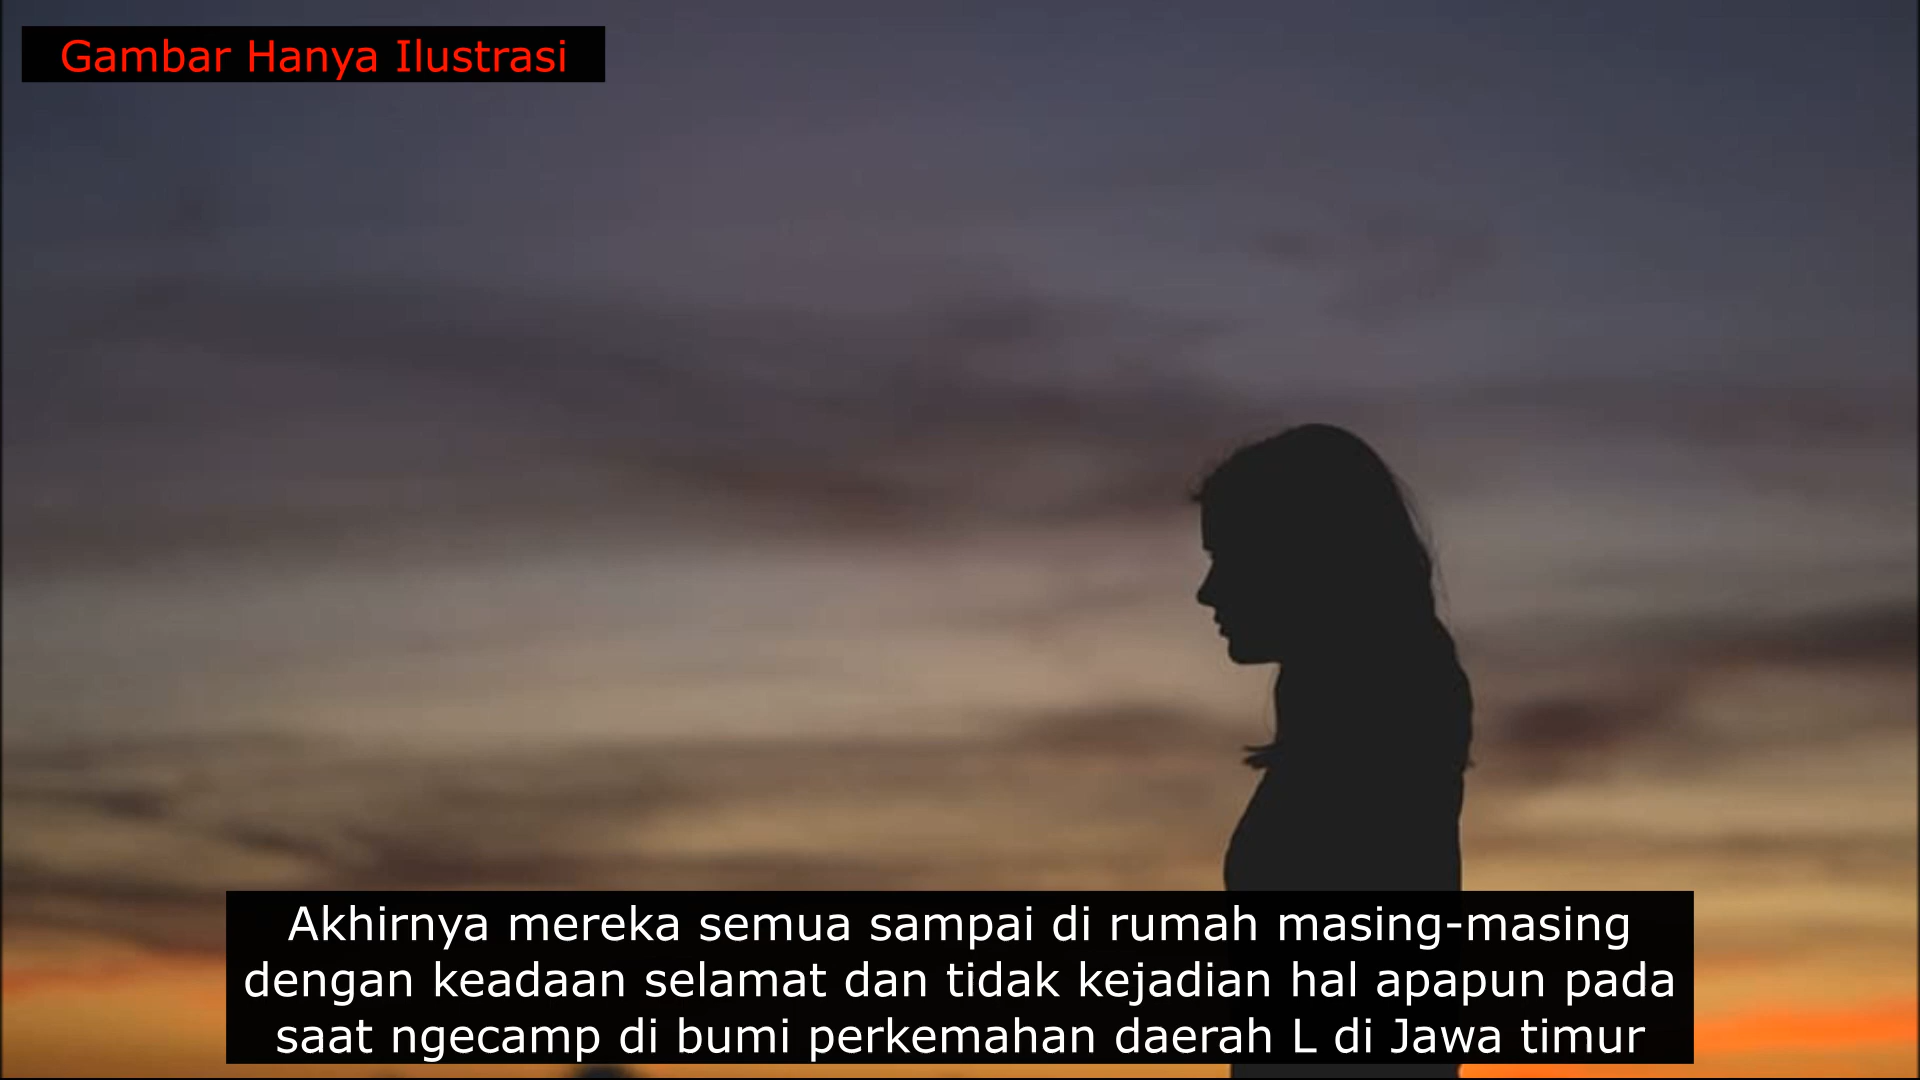 Gambar Hanya Ilustrasi
Akhirnya mereka semua sampai di rumah masing-masing
dengan keadaan selamat dan tidak kejadian hal apapun pada
saat ngecamp di bumi perkemahan daerah L di Jawa timur